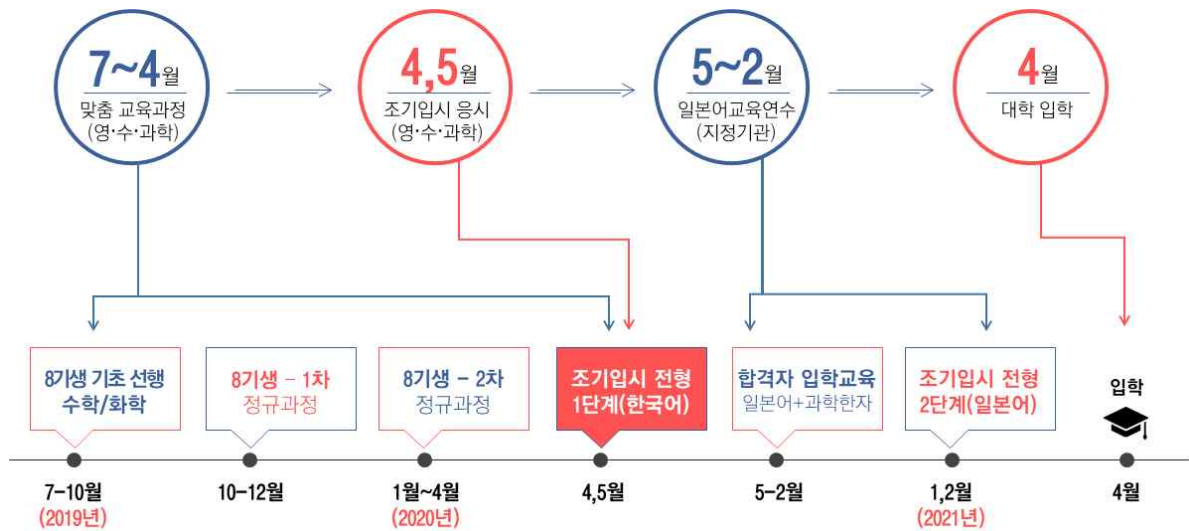 7~4월
맞춤 교육과정
(영·수·과학)
4,5월
조기입시 응시
(영·수·과학)
5~2월
일본어교육연수
(지정기관)
4월
대학 입학
8기생 기초 선행
수학/화학
8기생 - 1차
정규과정
8기생 - 2차
정규과정
조기입시 전형
1단계(한국어)
합격자 입학교육
일본어+과학한자
조기입시 전형
2단계(일본어)
입학
7-10월
(2019년)
10-12월
1월~4월
(2020년)
4,5월
5-2월
1,2월
(2021년)
4월